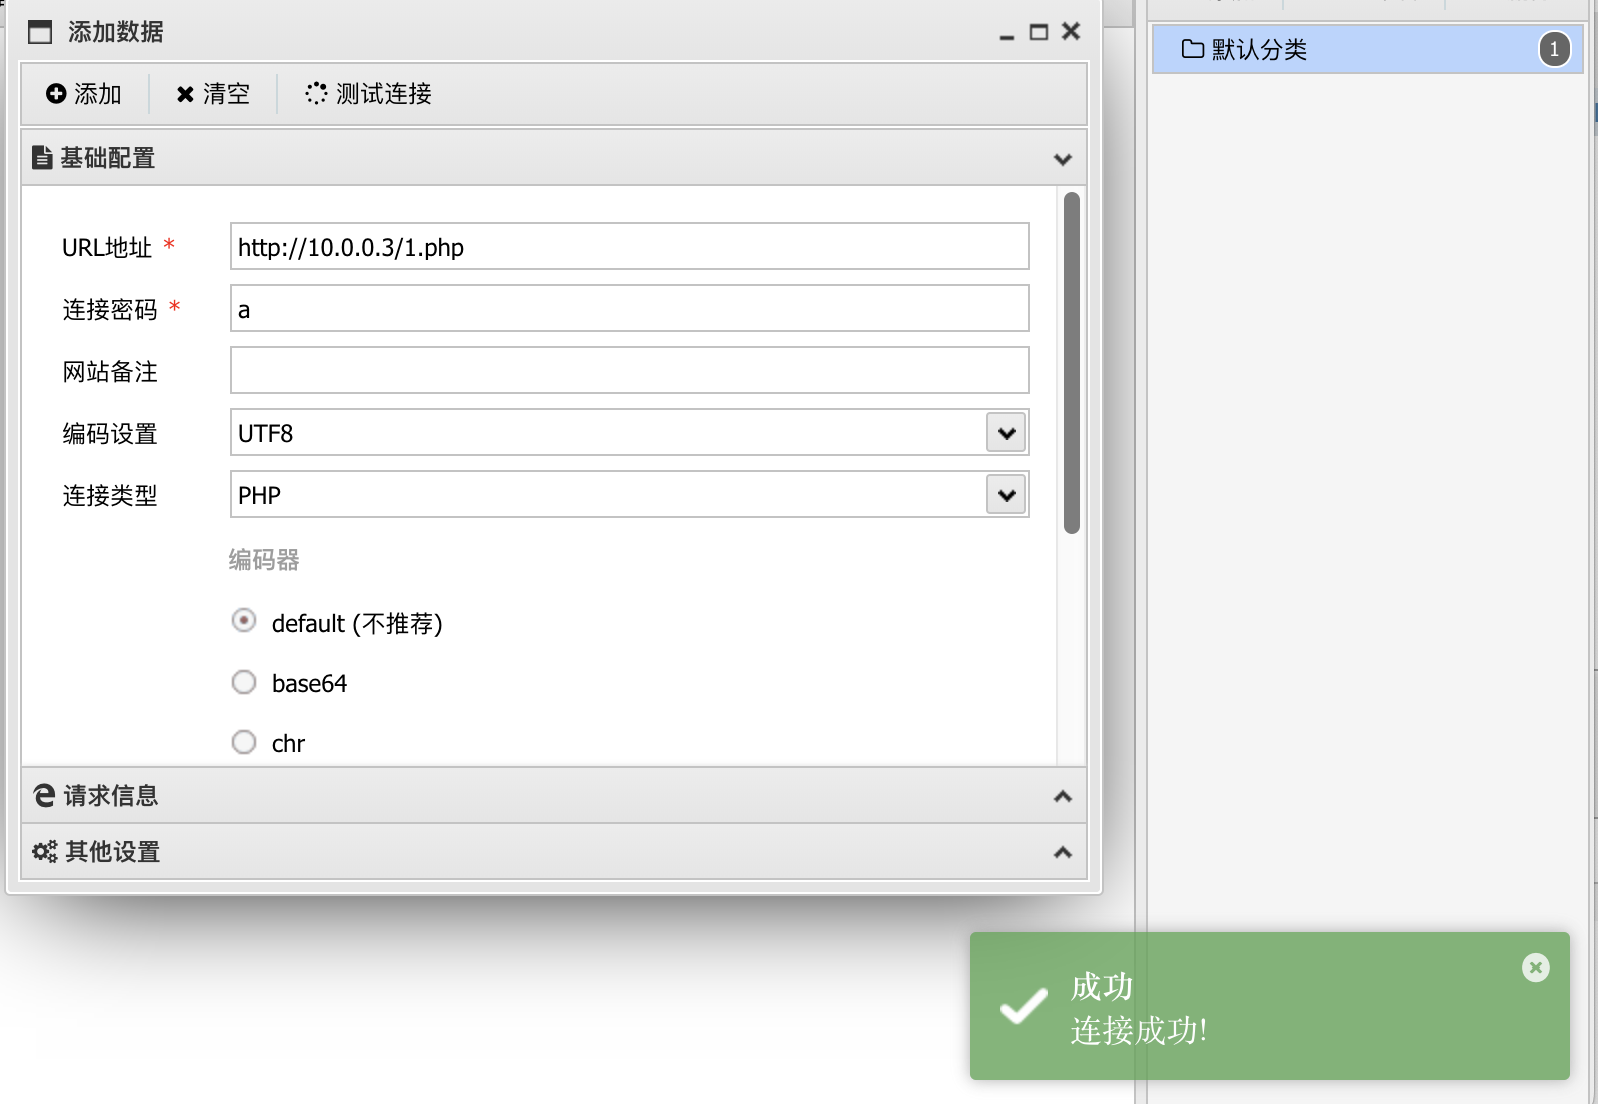 添加数据
添加
清空
测试连接
基础配置
URL地址 *
http://10.0.0.3/1.php
连接密码 *
a
网站备注
编码设置
UTF8
连接类型
PHP
编码器
default (不推荐)
base64
chr
请求信息
其他设置
默认分类
1
成功
连接成功!